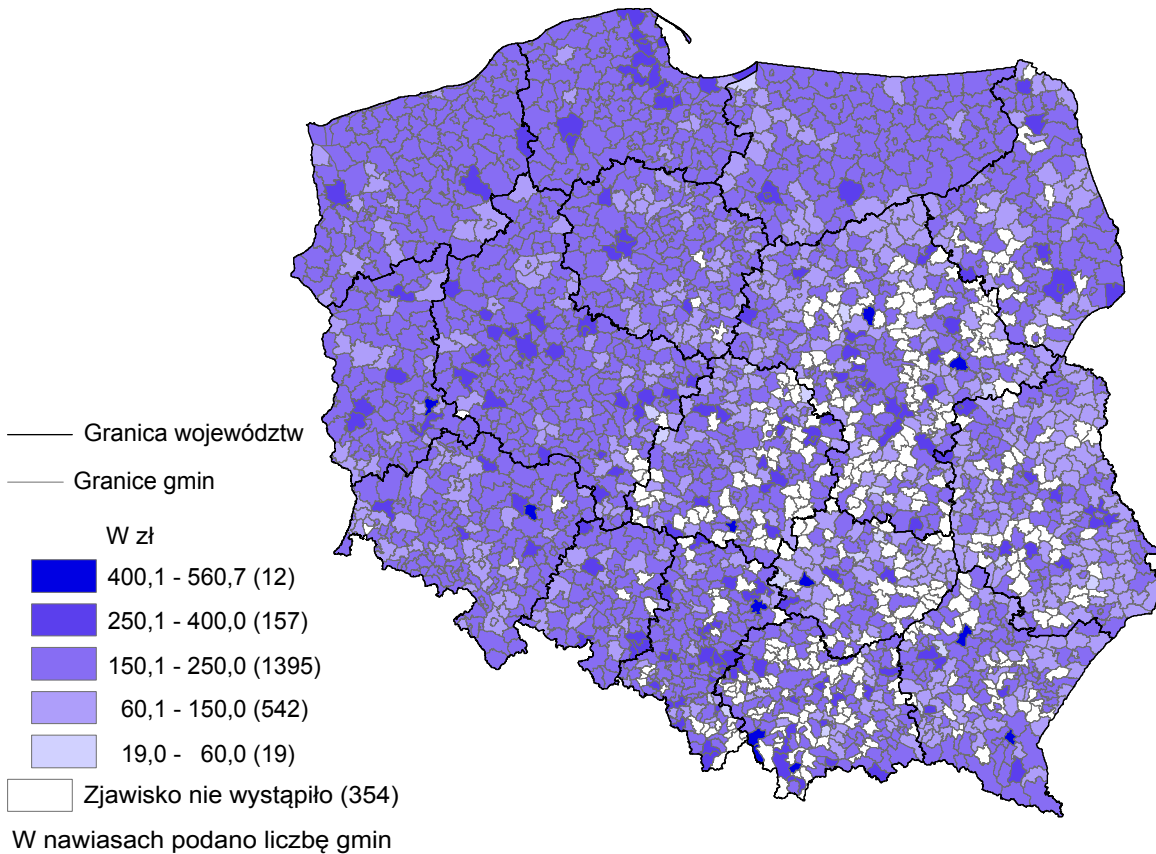 Granica województw
Granice gmin
W zł
400,1 - 560,7 (12)
250,1 - 400,0 (157)
150,1 - 250,0 (1395)
60,1 - 150,0 (542)
19,0 - 60,0 (19)
Zjawisko nie wystąpiło (354)
W nawiasach podano liczbę gmin